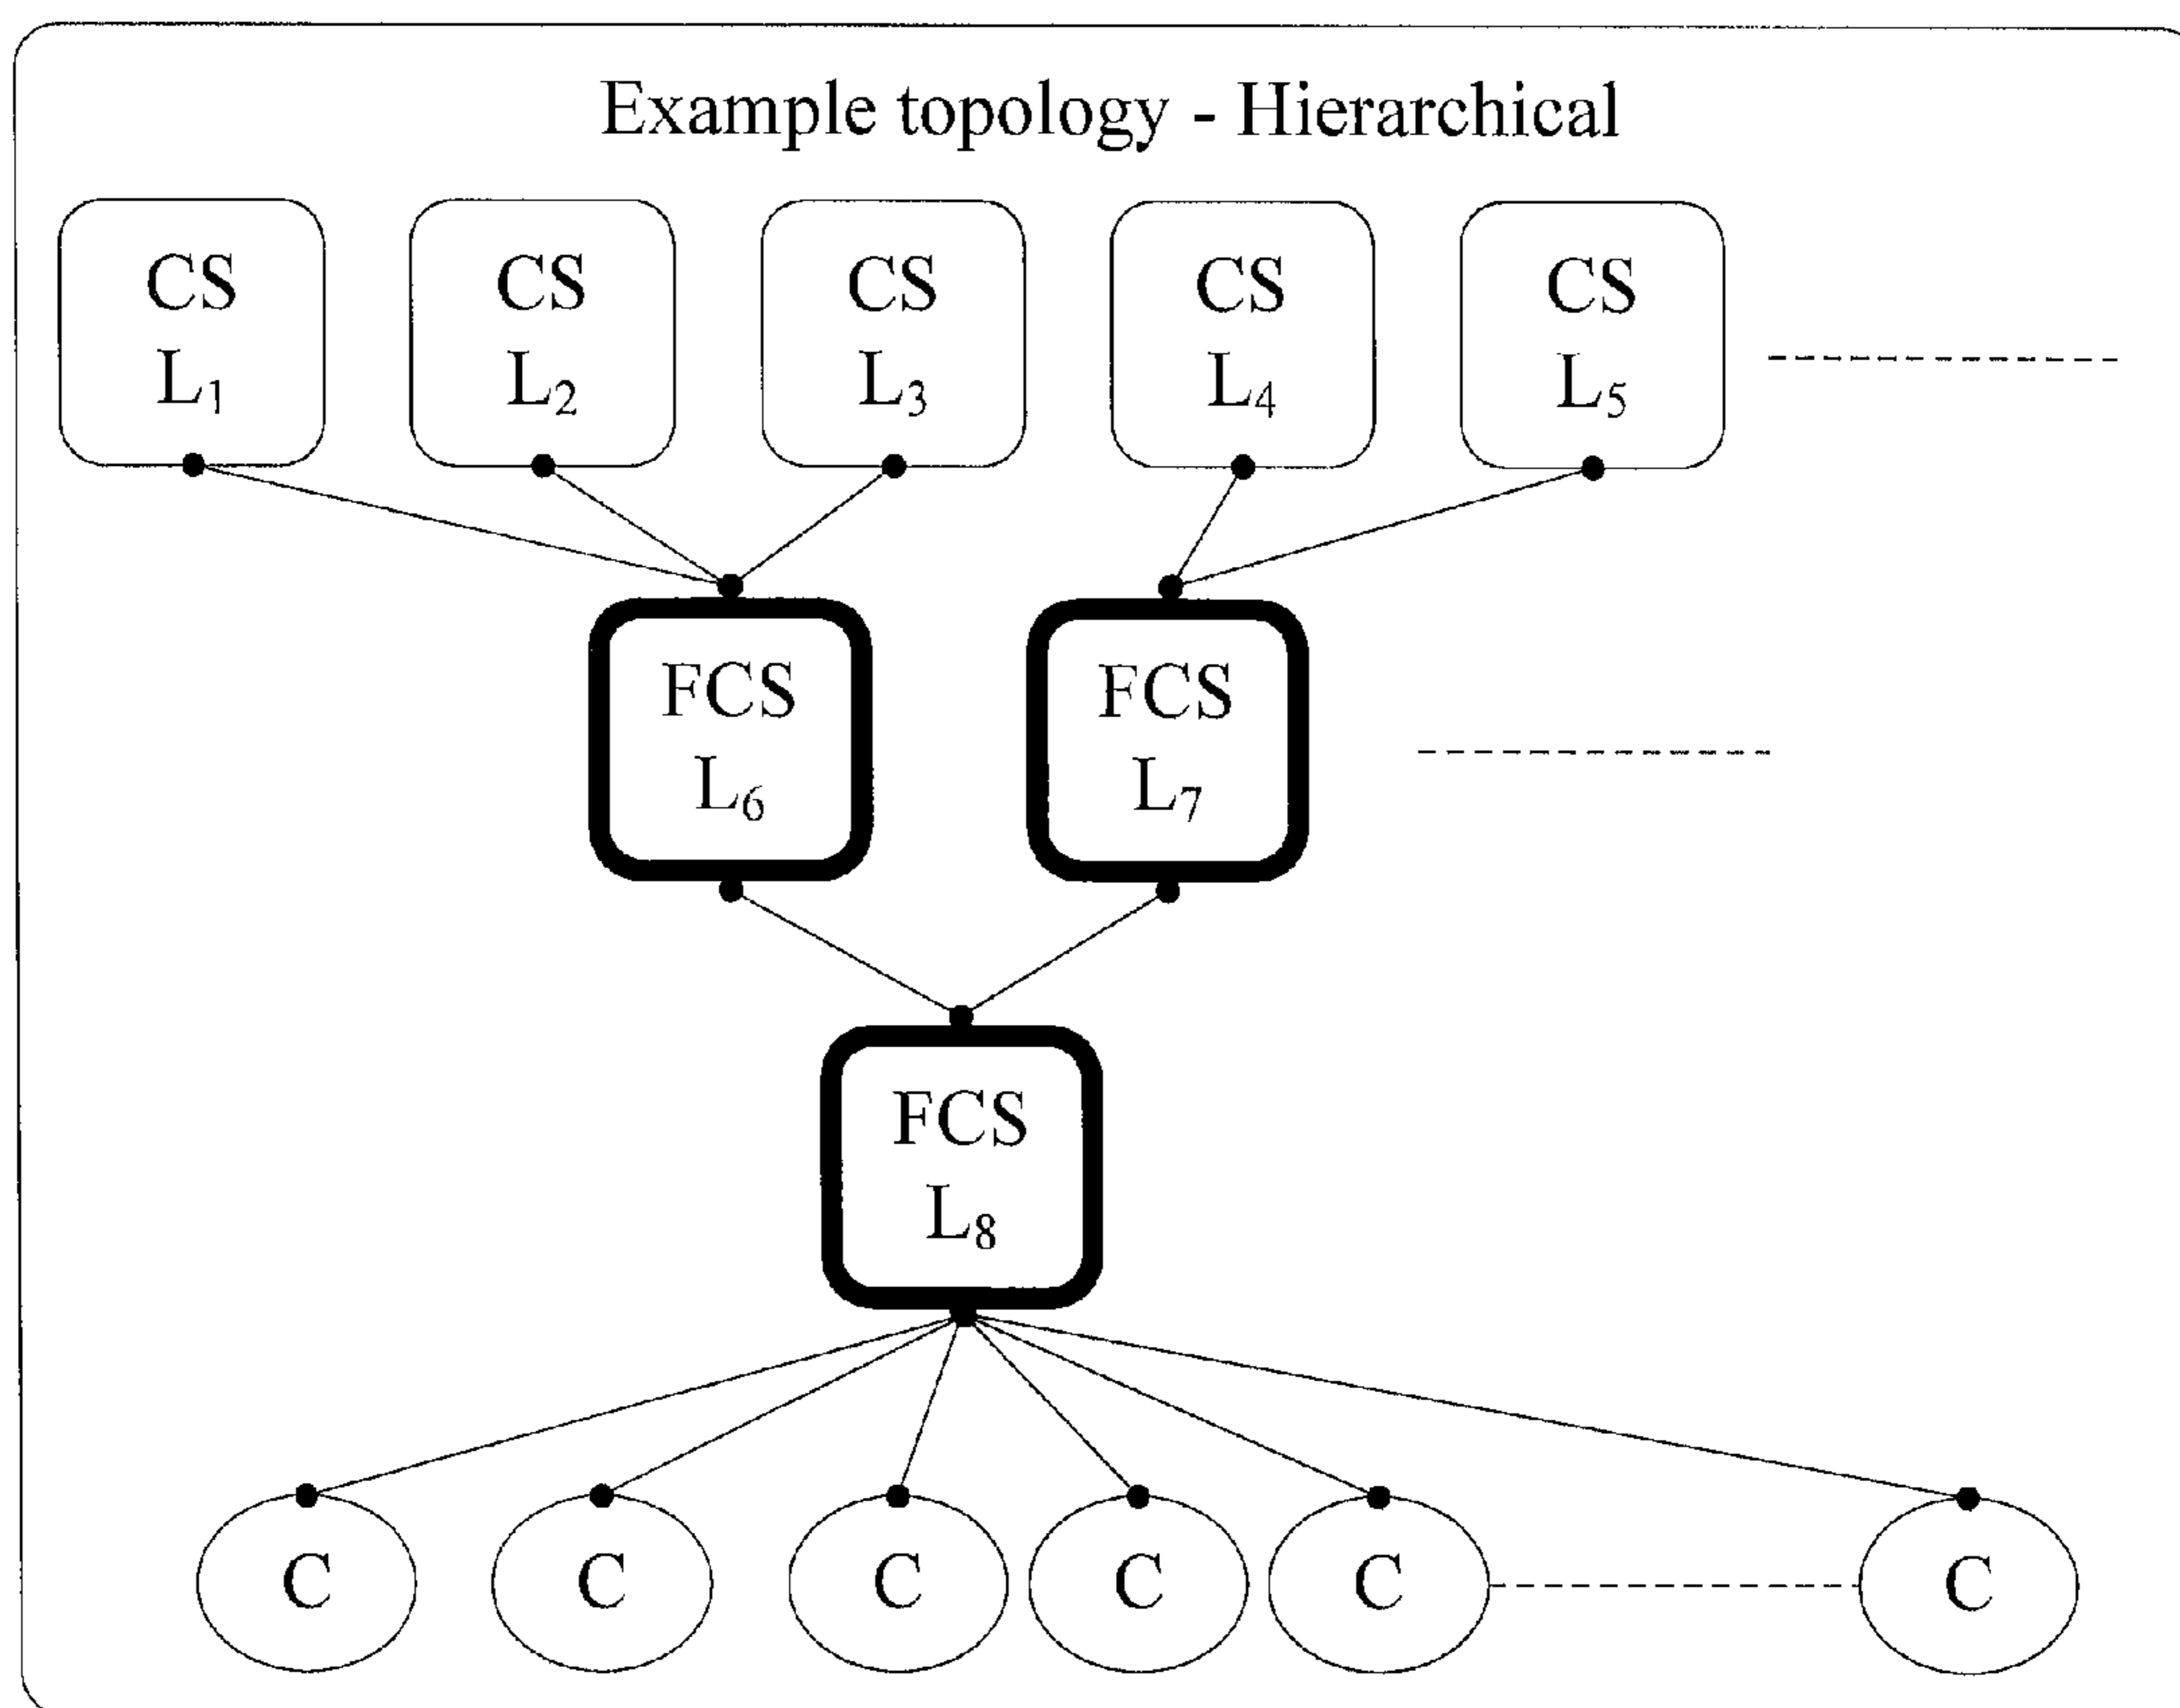 Example topology - Hierarchical
CS
L1
CS
L2
CS
L3
CS
L4
CS
L5
FCS
L6
FCS
L7
FCS
L8
C
C
C
C
C
C